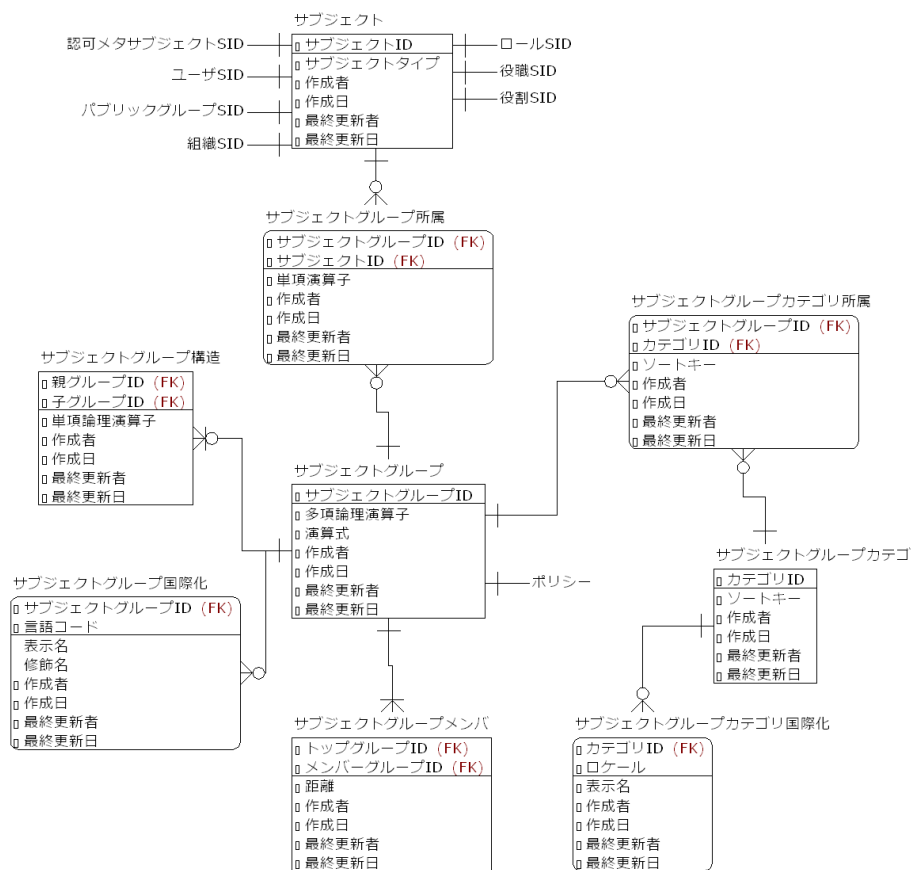 サブジェクト
認可メタサブジェクトSID
ユーザSID
パブリックグループSID
組織SID
サブジェクトID
サブジェクトタイプ
作成者
作成日
最終更新者
最終更新日
ロールSID
役職SID
役割SID
サブジェクトグループ所属
サブジェクトグループID (FK)
サブジェクトID (FK)
単項演算子
作成者
作成日
最終更新者
最終更新日
サブジェクトグループカテゴリ所属
サブジェクトグループID (FK)
カテゴリID (FK)
ソートキー
作成者
作成日
最終更新者
最終更新日
サブジェクトグループ構造
親グループID (FK)
子グループID (FK)
単項論理演算子
作成者
作成日
最終更新者
最終更新日
サブジェクトグループ
サブジェクトグループID
多項論理演算子
演算式
作成者
作成日
最終更新者
最終更新日
ポリシー
サブジェクトグループカテゴ
カテゴリID
ソートキー
作成者
作成日
最終更新者
最終更新日
サブジェクトグループ国際化
サブジェクトグループID (FK)
言語コード
表示名
修飾名
作成者
作成日
最終更新者
最終更新日
サブジェクトグループメンバ
トップグループID (FK)
メンバーグループID (FK)
距離
作成者
作成日
最終更新者
最終更新日
サブジェクトグループカテゴリ国際化
カテゴリID (FK)
ロケール
表示名
作成者
作成日
最終更新者
最終更新日